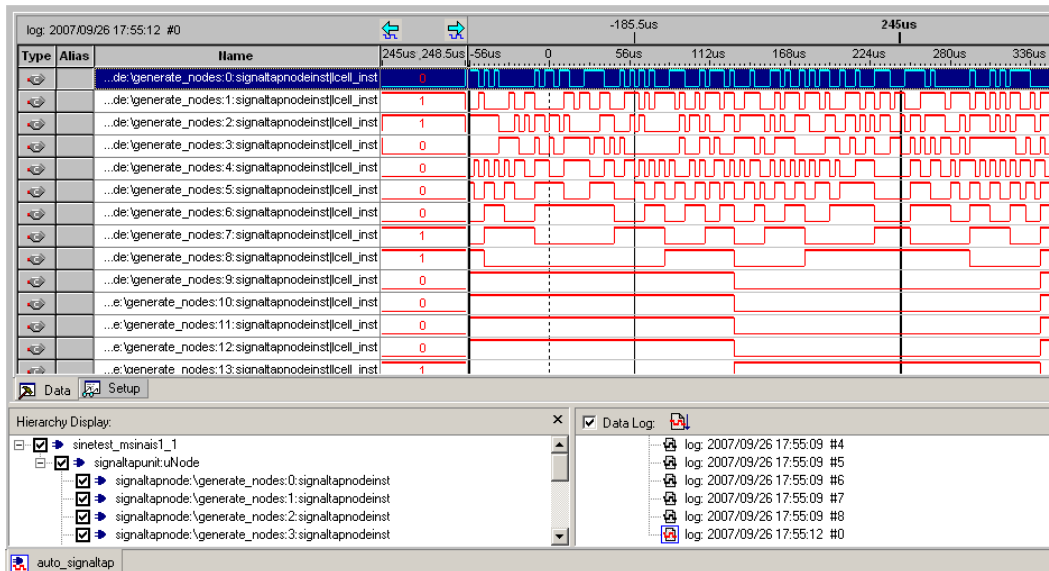 log: 2007/09/26 17:55:12 #0
-185.5us 245us
Type Alias Name 245us 248.5us -56us 0 56us 112us 168us 224us 280us 336us
...de:\generate_nodes:0:signaltapnodeinst|lcell_inst 0
...de:\generate_nodes:1:signaltapnodeinst|lcell_inst 1
...de:\generate_nodes:2:signaltapnodeinst|lcell_inst 1
...de:\generate_nodes:3:signaltapnodeinst|lcell_inst 0
...de:\generate_nodes:4:signaltapnodeinst|lcell_inst 0
...de:\generate_nodes:5:signaltapnodeinst|lcell_inst 0
...de:\generate_nodes:6:signaltapnodeinst|lcell_inst 0
...de:\generate_nodes:7:signaltapnodeinst|lcell_inst 1
...de:\generate_nodes:8:signaltapnodeinst|lcell_inst 1
...de:\generate_nodes:9:signaltapnodeinst|lcell_inst 0
...e:\generate_nodes:10:signaltapnodeinst|lcell_inst 0
...e:\generate_nodes:11:signaltapnodeinst|lcell_inst 0
...e:\generate_nodes:12:signaltapnodeinst|lcell_inst 0
...e:\generate_nodes:13:signaltapnodeinst|lcell_inst 1
Data Setup
Hierarchy Display: ×
sinetest_msinais1_1
signaltapunit:uNode
signaltapnode:\generate_nodes:0:signaltapnodeinst
signaltapnode:\generate_nodes:1:signaltapnodeinst
signaltapnode:\generate_nodes:2:signaltapnodeinst
signaltapnode:\generate_nodes:3:signaltapnodeinst
Data Log:
log: 2007/09/26 17:55:09 #4
log: 2007/09/26 17:55:09 #5
log: 2007/09/26 17:55:09 #6
log: 2007/09/26 17:55:09 #7
log: 2007/09/26 17:55:09 #8
log: 2007/09/26 17:55:12 #0
auto_signaltap